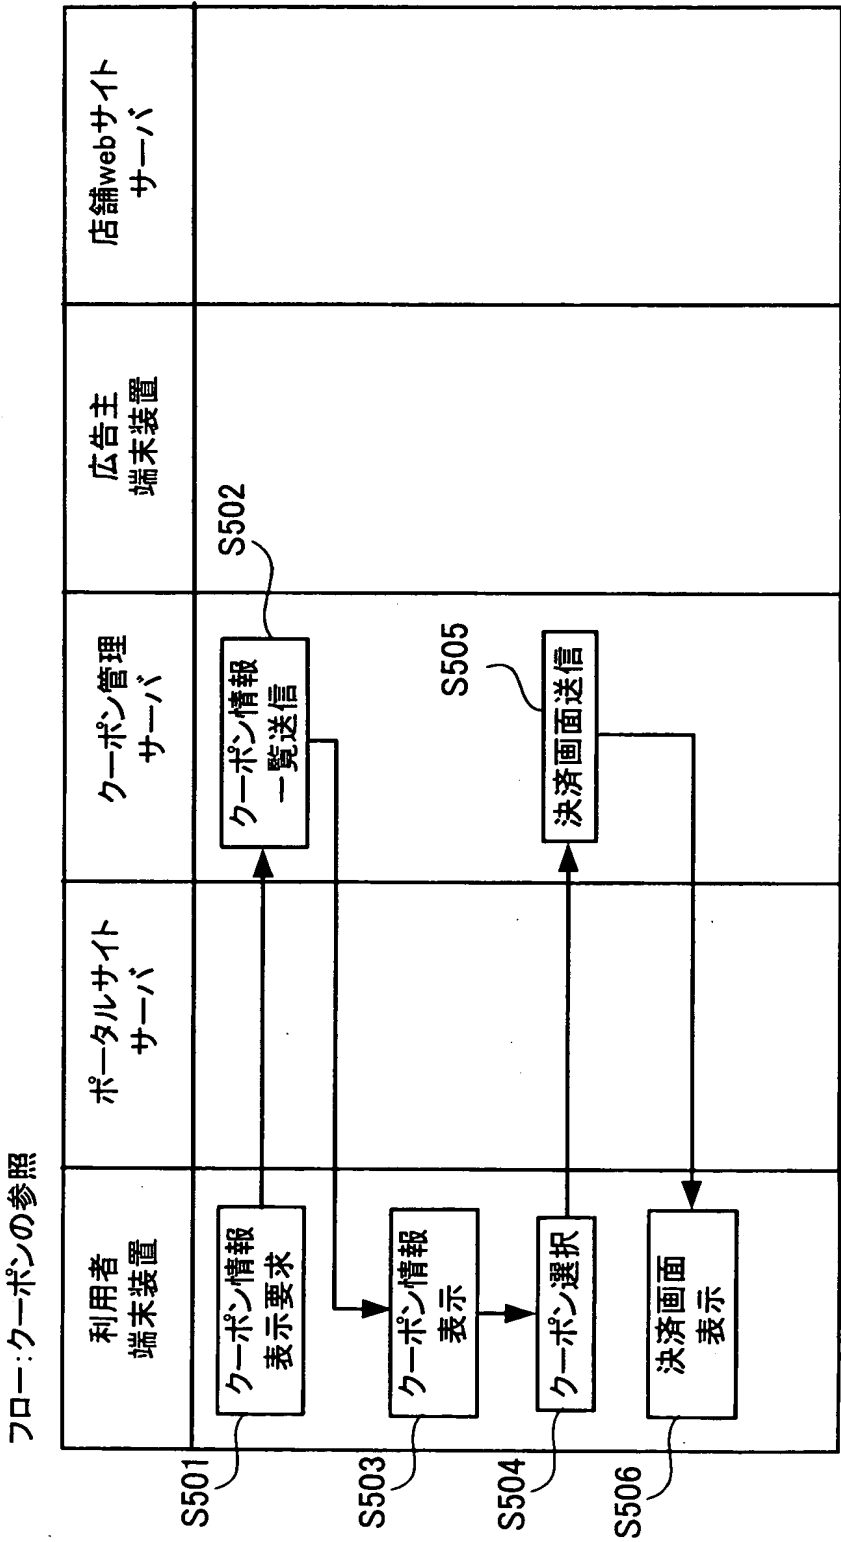 フロー:クーポンの参照
利用者
端末装置
ポータルサイト
サーバ
クーポン管理
サーバ
広告主
端末装置
店舗webサイト
サーバ
S501
クーポン情報
表示要求
クーポン情報
一覧送信
S502
S503
クーポン情報
表示
S504
クーポン選択
決済画面送信
S505
S506
決済画面
表示